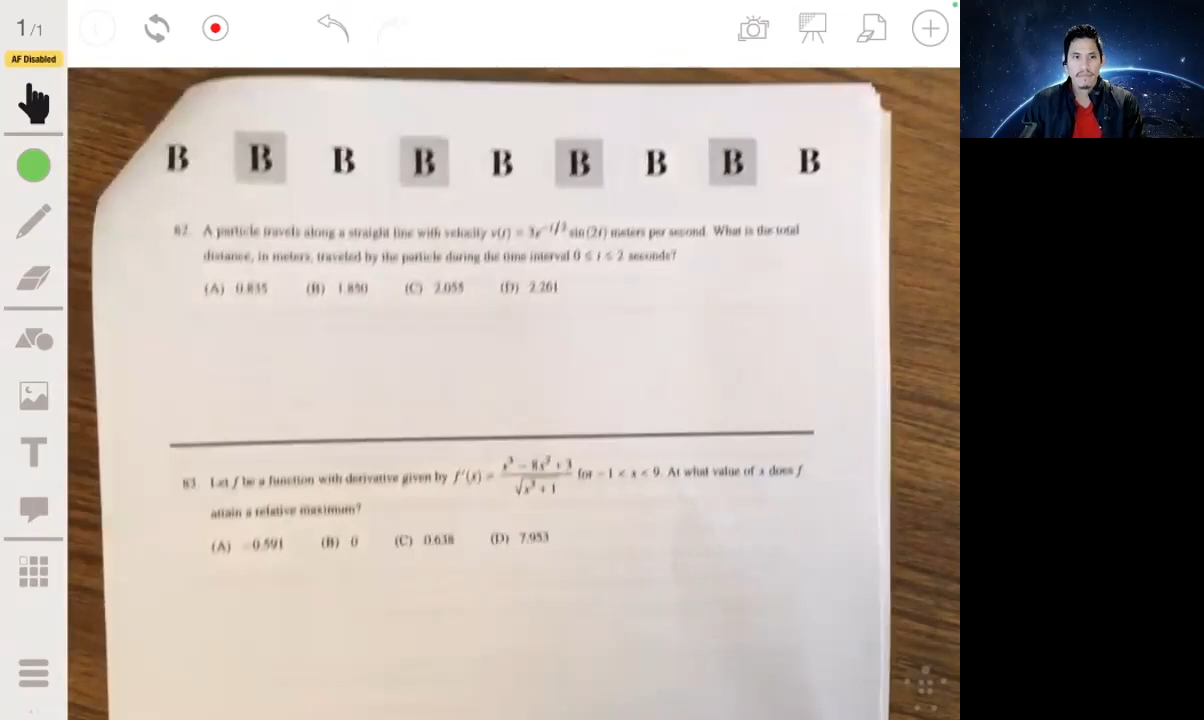 1/1
AF Disabled
B B B B B B B B B
82. A particle travels along a straight line with velocity v(t) = 3e^(-t/2) sin(2t) meters per second. What is the total
distance, in meters, traveled by the particle during the time interval 0 ≤ t ≤ 2 seconds?
(A) 0.835 (B) 1.850 (C) 2.055 (D) 2.261
83. Let f be a function with derivative given by f'(x) = (x³ − 8x² + 3)/√(x³ + 1) for −1 < x < 9. At what value of x does f
attain a relative maximum?
(A) −0.591 (B) 0 (C) 0.638 (D) 7.953
T